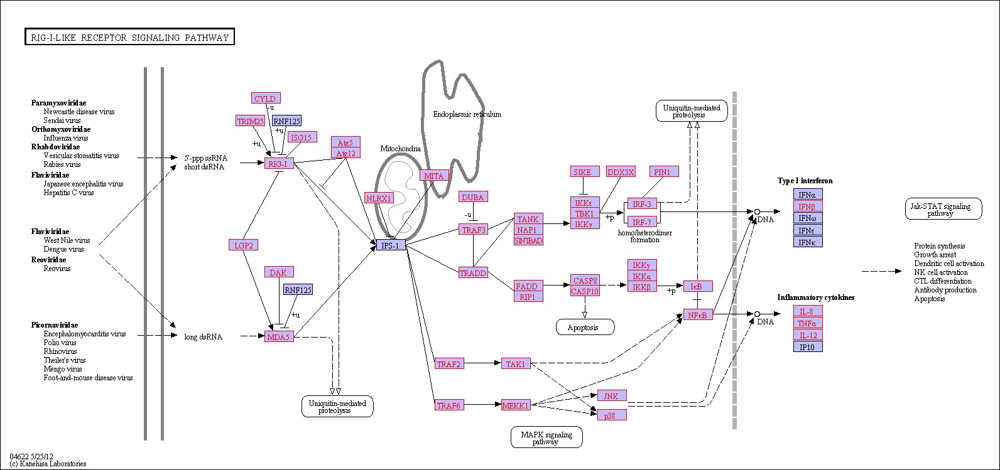 RIG-I-LIKE RECEPTOR SIGNALING PATHWAY
Paramyxoviridae
Newcastle disease virus
Sendai virus
Orthomyxoviridae
Influenza virus
Rhabdoviridae
Vesicular stomatitis virus
Rabies virus
Flaviviridae
Japanese encephalitis virus
Hepatitis C virus
Flaviviridae
West Nile virus
Dengue virus
Reoviridae
Reovirus
Picornaviridae
Encephalomyocarditis virus
Polio virus
Rhinovirus
Theiler's virus
Mengo virus
Foot-and-mouse disease virus
5'-ppp ssRNA
short dsRNA
long dsRNA
CYLD
-u
TRIM25
RNF125
+u
+u
ISG15
RIG-I
Atg5
Atg12
LGP2
DAK
RNF125
+u
MDA5
Uniquitin-mediated
proteolysis
Mitochondria
Endoplasmic reticulum
MITA
NLRX1
IPS-1
DUBA
-u
TRAF3
TRADD
TANK
NAP1
SINTBAD
FADD
RIP1
TRAF2
TAK1
TRAF6
MEKK1
MAPK signaling
pathway
SIKE
DDX3X
PIN1
IKKε
TBK1
IKKγ
+p
IRF-3
IRF-7
homo/heterodimer
formation
Uniquitin-mediated
proteolysis
CASP8
CASP10
Apoptosis
IKKγ
IKKα
IKKβ
+p
IκB
NFκB
JNK
p38
DNA
DNA
Type I interferon
IFNα
IFNβ
IFNω
IFNε
IFNκ
Inflammatory cytokines
IL-8
TNFα
IL-12
IP10
Jak-STAT signaling
pathway
Protein synthesis
Growth arrest
Dendritic cell activation
NK cell activation
CTL differentiation
Antibody production
Apoptosis
04622 5/25/12
(c) Kanehisa Laboratories